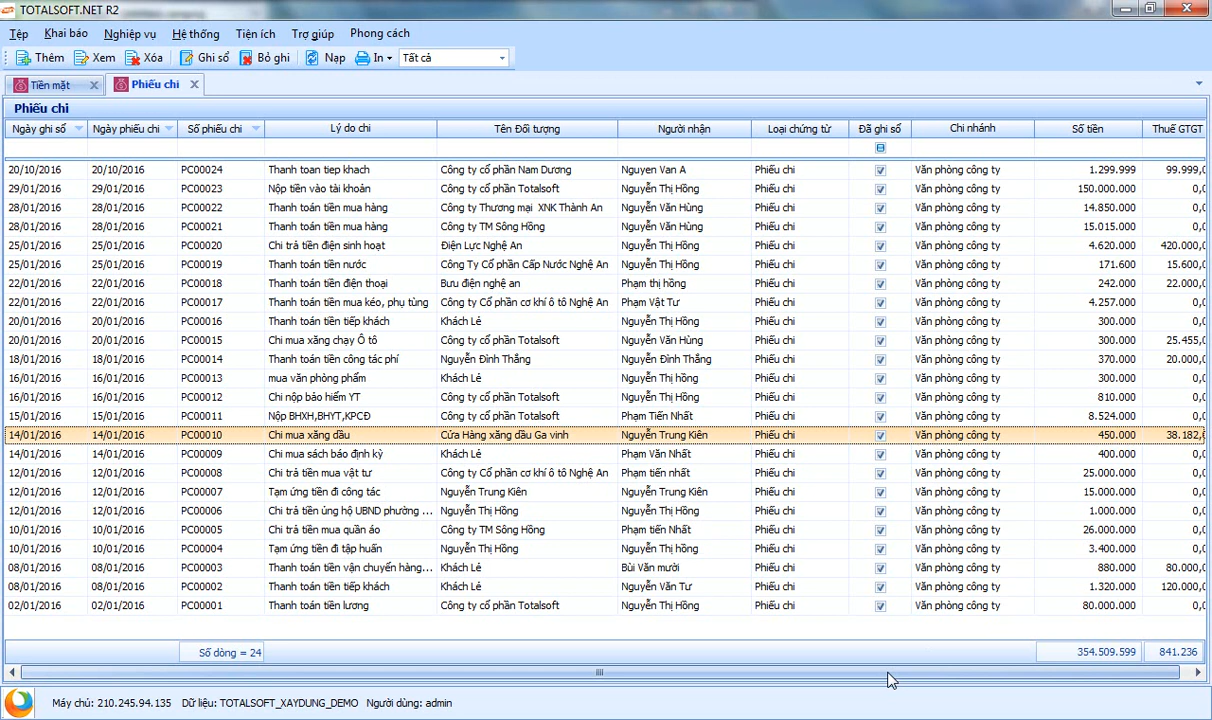 TOTALSOFT.NET R2
Tệp Khai báo Nghiệp vụ Hệ thống Tiện ích Trợ giúp Phong cách
Thêm Xem Xóa Ghi sổ Bỏ ghi Nạp In Tất cả
Tiền mặt Phiếu chi
Phiếu chi
Ngày ghi sổ Ngày phiếu chi Số phiếu chi Lý do chi Tên Đối tượng Người nhận Loại chứng từ Đã ghi sổ Chi nhánh Số tiền Thuế GTGT
20/10/2016 20/10/2016 PC00024 Thanh toan tiep khach Công ty cổ phần Nam Dương Nguyen Van A Phiếu chi Văn phòng công ty 1.299.999 99.999,
29/01/2016 29/01/2016 PC00023 Nộp tiền vào tài khoản Công ty cổ phần Totalsoft Nguyễn Thị Hồng Phiếu chi Văn phòng công ty 150.000.000 0,
28/01/2016 28/01/2016 PC00022 Thanh toán tiền mua hàng Công ty Thương mại XNK Thành An Nguyễn Văn Hùng Phiếu chi Văn phòng công ty 14.850.000 0,
28/01/2016 28/01/2016 PC00021 Thanh toán tiền mua hàng Công ty TM Sông Hồng Nguyễn Văn Hùng Phiếu chi Văn phòng công ty 15.015.000 0,
25/01/2016 25/01/2016 PC00020 Chi trả tiền điện sinh hoạt Điện Lực Nghệ An Nguyễn Thị Hồng Phiếu chi Văn phòng công ty 4.620.000 420.000,
25/01/2016 25/01/2016 PC00019 Thanh toán tiền nước Công Ty Cổ phần Cấp Nước Nghệ An Nguyễn Thị Hồng Phiếu chi Văn phòng công ty 171.600 15.600,
22/01/2016 22/01/2016 PC00018 Thanh toán tiền điện thoại Bưu điện nghệ an Phạm thị hồng Phiếu chi Văn phòng công ty 242.000 22.000,
22/01/2016 22/01/2016 PC00017 Thanh toán tiền mua kéo, phụ tùng Công ty Cổ phần cơ khí ô tô Nghệ An Phạm Vật Tư Phiếu chi Văn phòng công ty 4.257.000 0,
20/01/2016 20/01/2016 PC00016 Thanh toán tiền tiếp khách Khách Lẻ Nguyễn Thị Hồng Phiếu chi Văn phòng công ty 300.000 0,
20/01/2016 20/01/2016 PC00015 Chi mua xăng chạy Ô tô Công ty cổ phần Totalsoft Nguyễn Văn Hùng Phiếu chi Văn phòng công ty 300.000 25.455,
18/01/2016 18/01/2016 PC00014 Thanh toán tiền công tác phí Nguyễn Đình Thắng Nguyễn Đình Thắng Phiếu chi Văn phòng công ty 370.000 20.000,
16/01/2016 16/01/2016 PC00013 mua văn phòng phẩm Khách Lẻ Nguyễn Thị hồng Phiếu chi Văn phòng công ty 300.000 0,
16/01/2016 16/01/2016 PC00012 Chi nộp bảo hiểm YT Công ty cổ phần Totalsoft Nguyễn Thị Hồng Phiếu chi Văn phòng công ty 810.000 0,
15/01/2016 15/01/2016 PC00011 Nộp BHXH,BHYT,KPCĐ Công ty cổ phần Totalsoft Phạm Tiến Nhất Phiếu chi Văn phòng công ty 8.524.000 0,
14/01/2016 14/01/2016 PC00010 Chi mua xăng dầu Cửa Hàng xăng dầu Ga vinh Nguyễn Trung Kiên Phiếu chi Văn phòng công ty 450.000 38.182,
14/01/2016 14/01/2016 PC00009 Chi mua sách báo định kỳ Khách Lẻ Phạm Văn Nhất Phiếu chi Văn phòng công ty 400.000 0,
12/01/2016 12/01/2016 PC00008 Chi trả tiền mua vật tư Công ty Cổ phần cơ khí ô tô Nghệ An Phạm tiến nhất Phiếu chi Văn phòng công ty 25.000.000 0,
12/01/2016 12/01/2016 PC00007 Tạm ứng tiền đi công tác Nguyễn Trung Kiên Nguyễn Trung Kiên Phiếu chi Văn phòng công ty 15.000.000 0,
12/01/2016 12/01/2016 PC00006 Chi trả tiền ủng hộ UBND phường ... Nguyễn Thị Hồng Nguyễn Thị Hồng Phiếu chi Văn phòng công ty 1.000.000 0,
10/01/2016 10/01/2016 PC00005 Chi trả tiền mua quần áo Công ty TM Sông Hồng Phạm tiến Nhất Phiếu chi Văn phòng công ty 26.000.000 0,
10/01/2016 10/01/2016 PC00004 Tạm ứng tiền đi tập huấn Nguyễn Thị Hồng Nguyễn Thị hồng Phiếu chi Văn phòng công ty 3.400.000 0,
08/01/2016 08/01/2016 PC00003 Thanh toán tiền vận chuyển hàng... Khách Lẻ Bùi Văn mười Phiếu chi Văn phòng công ty 880.000 80.000,
08/01/2016 08/01/2016 PC00002 Thanh toán tiền tiếp khách Khách Lẻ Nguyễn Văn Tư Phiếu chi Văn phòng công ty 1.320.000 120.000,
02/01/2016 02/01/2016 PC00001 Thanh toán tiền lương Công ty cổ phần Totalsoft Nguyễn Thị Hồng Phiếu chi Văn phòng công ty 80.000.000 0,
Số dòng = 24 354.509.599 841.236
Máy chủ: 210.245.94.135 Dữ liệu: TOTALSOFT_XAYDUNG_DEMO Người dùng: admin